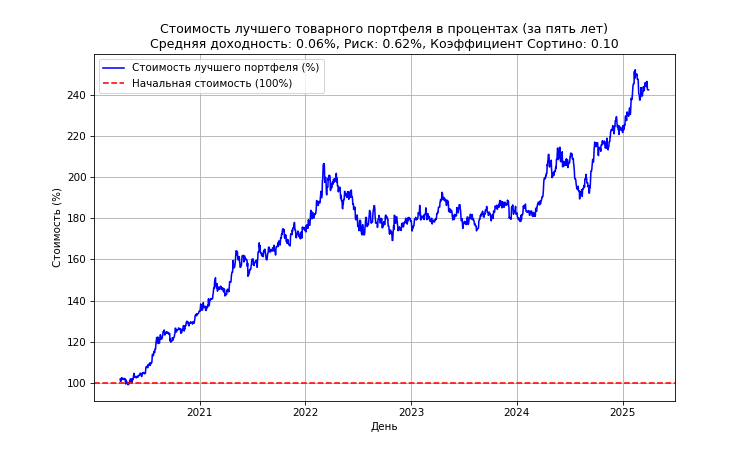 Стоимость лучшего товарного портфеля в процентах (за пять лет)
Средняя доходность: 0.06%, Риск: 0.62%, Коэффициент Сортино: 0.10
Стоимость лучшего портфеля (%)
Начальная стоимость (100%)
Стоимость (%)
240
220
200
180
160
140
120
100
2021 2022 2023 2024 2025
День